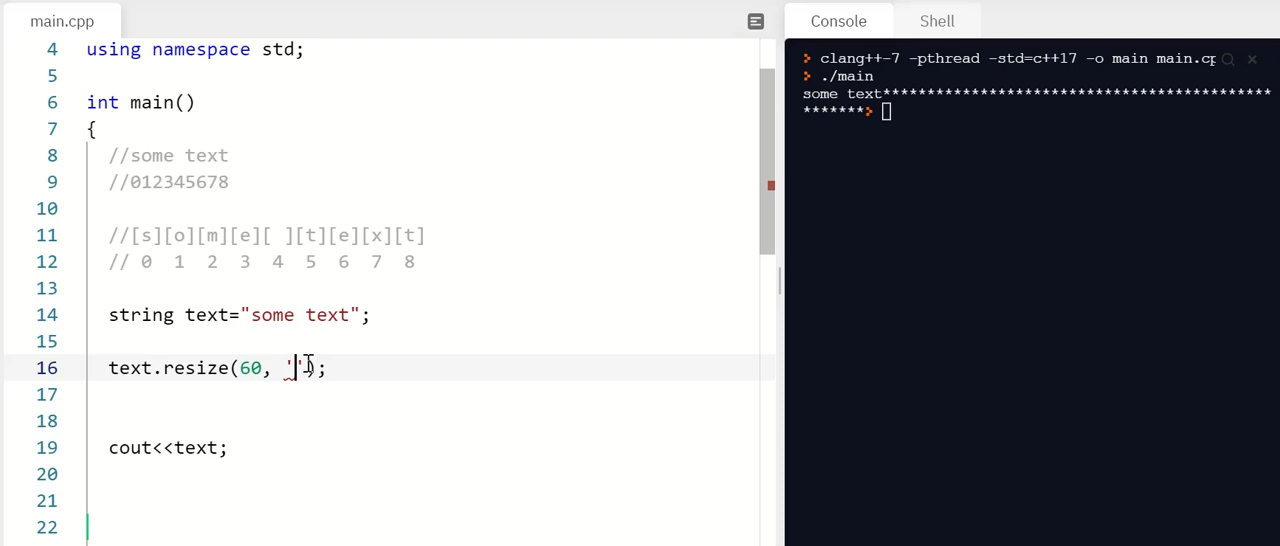 main.cpp
4 using namespace std;
5
6 int main()
7 {
8 //some text
9 //012345678
10
11 //[s][o][m][e][ ][t][e][x][t]
12 // 0 1 2 3 4 5 6 7 8
13
14 string text="some text";
15
16 text.resize(60, '');
17
18
19 cout<<text;
20
21
22
Console Shell
> clang++-7 -pthread -std=c++17 -o main main.cp
> ./main
some text********************************************
*******>